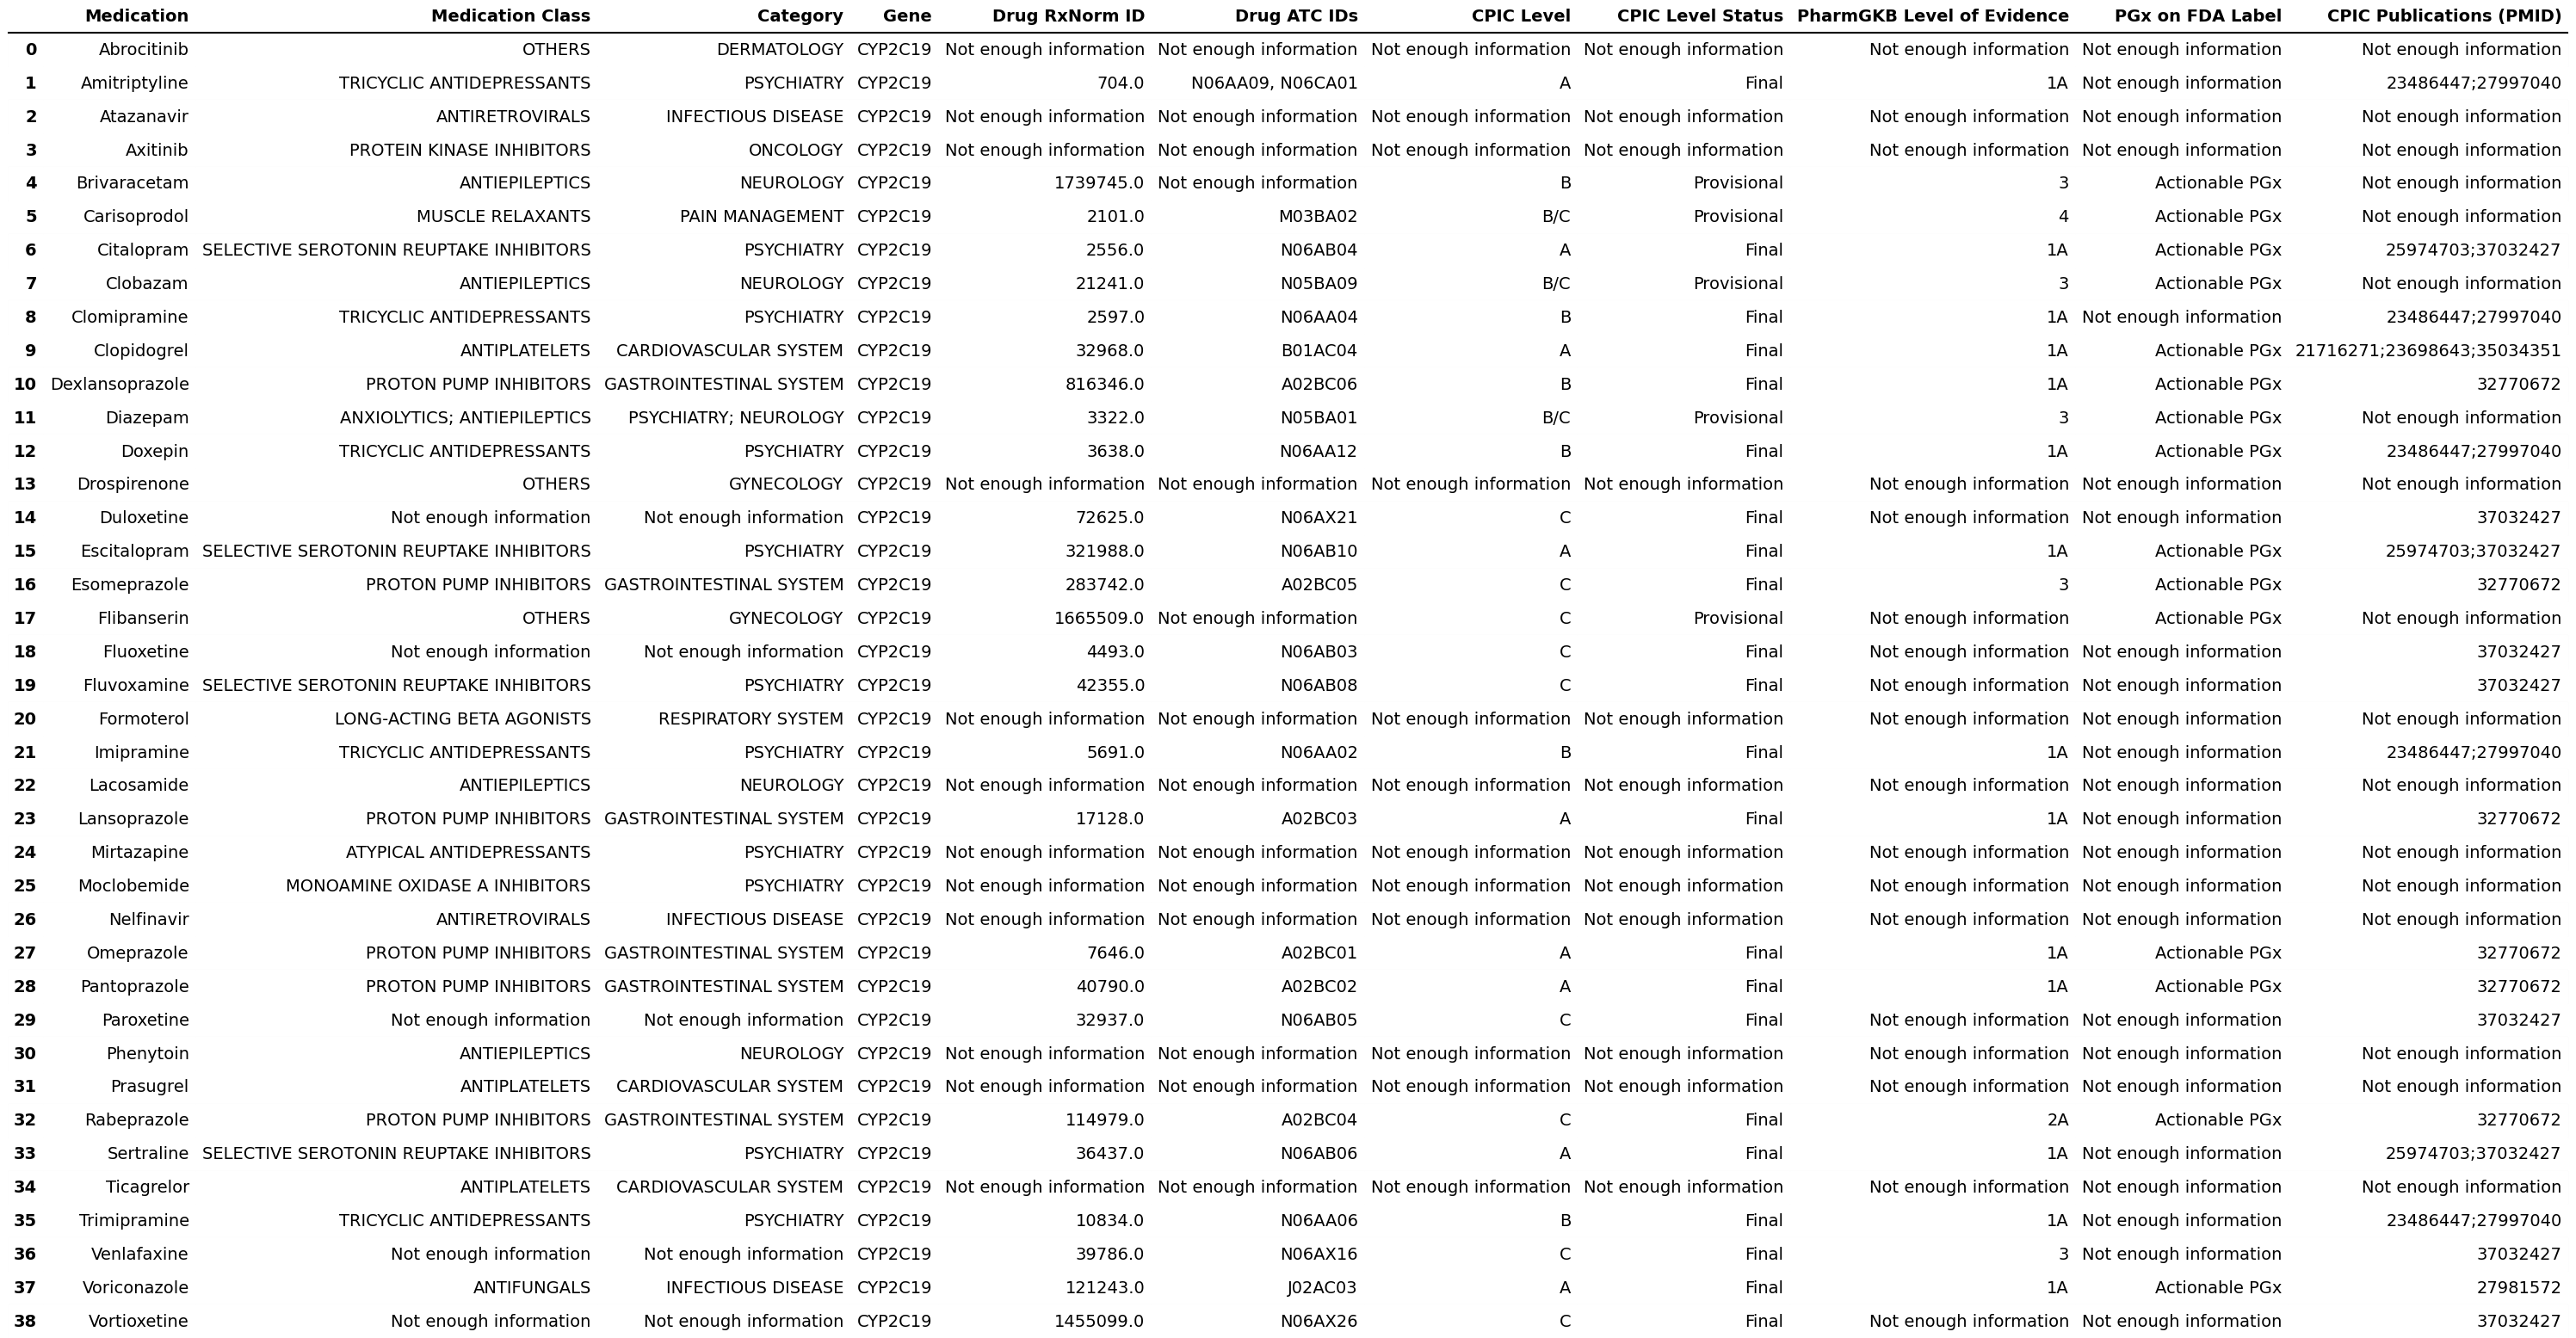 Medication Medication Class Category Gene Drug RxNorm ID Drug ATC IDs CPIC Level CPIC Level Status PharmGKB Level of Evidence PGx on FDA Label CPIC Publications (PMID)
0 Abrocitinib OTHERS DERMATOLOGY CYP2C19 Not enough information Not enough information Not enough information Not enough information Not enough information Not enough information Not enough information
1 Amitriptyline TRICYCLIC ANTIDEPRESSANTS PSYCHIATRY CYP2C19 704.0 N06AA09, N06CA01 A Final 1A Not enough information 23486447;27997040
2 Atazanavir ANTIRETROVIRALS INFECTIOUS DISEASE CYP2C19 Not enough information Not enough information Not enough information Not enough information Not enough information Not enough information Not enough information
3 Axitinib PROTEIN KINASE INHIBITORS ONCOLOGY CYP2C19 Not enough information Not enough information Not enough information Not enough information Not enough information Not enough information Not enough information
4 Brivaracetam ANTIEPILEPTICS NEUROLOGY CYP2C19 1739745.0 Not enough information B Provisional 3 Actionable PGx Not enough information
5 Carisoprodol MUSCLE RELAXANTS PAIN MANAGEMENT CYP2C19 2101.0 M03BA02 B/C Provisional 4 Actionable PGx Not enough information
6 Citalopram SELECTIVE SEROTONIN REUPTAKE INHIBITORS PSYCHIATRY CYP2C19 2556.0 N06AB04 A Final 1A Actionable PGx 25974703;37032427
7 Clobazam ANTIEPILEPTICS NEUROLOGY CYP2C19 21241.0 N05BA09 B/C Provisional 3 Actionable PGx Not enough information
8 Clomipramine TRICYCLIC ANTIDEPRESSANTS PSYCHIATRY CYP2C19 2597.0 N06AA04 B Final 1A Not enough information 23486447;27997040
9 Clopidogrel ANTIPLATELETS CARDIOVASCULAR SYSTEM CYP2C19 32968.0 B01AC04 A Final 1A Actionable PGx 21716271;23698643;35034351
10 Dexlansoprazole PROTON PUMP INHIBITORS GASTROINTESTINAL SYSTEM CYP2C19 816346.0 A02BC06 B Final 1A Actionable PGx 32770672
11 Diazepam ANXIOLYTICS; ANTIEPILEPTICS PSYCHIATRY; NEUROLOGY CYP2C19 3322.0 N05BA01 B/C Provisional 3 Actionable PGx Not enough information
12 Doxepin TRICYCLIC ANTIDEPRESSANTS PSYCHIATRY CYP2C19 3638.0 N06AA12 B Final 1A Actionable PGx 23486447;27997040
13 Drospirenone OTHERS GYNECOLOGY CYP2C19 Not enough information Not enough information Not enough information Not enough information Not enough information Not enough information Not enough information
14 Duloxetine Not enough information Not enough information CYP2C19 72625.0 N06AX21 C Final Not enough information Not enough information 37032427
15 Escitalopram SELECTIVE SEROTONIN REUPTAKE INHIBITORS PSYCHIATRY CYP2C19 321988.0 N06AB10 A Final 1A Actionable PGx 25974703;37032427
16 Esomeprazole PROTON PUMP INHIBITORS GASTROINTESTINAL SYSTEM CYP2C19 283742.0 A02BC05 C Final 3 Actionable PGx 32770672
17 Flibanserin OTHERS GYNECOLOGY CYP2C19 1665509.0 Not enough information C Provisional Not enough information Actionable PGx Not enough information
18 Fluoxetine Not enough information Not enough information CYP2C19 4493.0 N06AB03 C Final Not enough information Not enough information 37032427
19 Fluvoxamine SELECTIVE SEROTONIN REUPTAKE INHIBITORS PSYCHIATRY CYP2C19 42355.0 N06AB08 C Final Not enough information Not enough information 37032427
20 Formoterol LONG-ACTING BETA AGONISTS RESPIRATORY SYSTEM CYP2C19 Not enough information Not enough information Not enough information Not enough information Not enough information Not enough information Not enough information
21 Imipramine TRICYCLIC ANTIDEPRESSANTS PSYCHIATRY CYP2C19 5691.0 N06AA02 B Final 1A Not enough information 23486447;27997040
22 Lacosamide ANTIEPILEPTICS NEUROLOGY CYP2C19 Not enough information Not enough information Not enough information Not enough information Not enough information Not enough information Not enough information
23 Lansoprazole PROTON PUMP INHIBITORS GASTROINTESTINAL SYSTEM CYP2C19 17128.0 A02BC03 A Final 1A Not enough information 32770672
24 Mirtazapine ATYPICAL ANTIDEPRESSANTS PSYCHIATRY CYP2C19 Not enough information Not enough information Not enough information Not enough information Not enough information Not enough information Not enough information
25 Moclobemide MONOAMINE OXIDASE A INHIBITORS PSYCHIATRY CYP2C19 Not enough information Not enough information Not enough information Not enough information Not enough information Not enough information Not enough information
26 Nelfinavir ANTIRETROVIRALS INFECTIOUS DISEASE CYP2C19 Not enough information Not enough information Not enough information Not enough information Not enough information Not enough information Not enough information
27 Omeprazole PROTON PUMP INHIBITORS GASTROINTESTINAL SYSTEM CYP2C19 7646.0 A02BC01 A Final 1A Actionable PGx 32770672
28 Pantoprazole PROTON PUMP INHIBITORS GASTROINTESTINAL SYSTEM CYP2C19 40790.0 A02BC02 A Final 1A Actionable PGx 32770672
29 Paroxetine Not enough information Not enough information CYP2C19 32937.0 N06AB05 C Final Not enough information Not enough information 37032427
30 Phenytoin ANTIEPILEPTICS NEUROLOGY CYP2C19 Not enough information Not enough information Not enough information Not enough information Not enough information Not enough information Not enough information
31 Prasugrel ANTIPLATELETS CARDIOVASCULAR SYSTEM CYP2C19 Not enough information Not enough information Not enough information Not enough information Not enough information Not enough information Not enough information
32 Rabeprazole PROTON PUMP INHIBITORS GASTROINTESTINAL SYSTEM CYP2C19 114979.0 A02BC04 C Final 2A Actionable PGx 32770672
33 Sertraline SELECTIVE SEROTONIN REUPTAKE INHIBITORS PSYCHIATRY CYP2C19 36437.0 N06AB06 A Final 1A Not enough information 25974703;37032427
34 Ticagrelor ANTIPLATELETS CARDIOVASCULAR SYSTEM CYP2C19 Not enough information Not enough information Not enough information Not enough information Not enough information Not enough information Not enough information
35 Trimipramine TRICYCLIC ANTIDEPRESSANTS PSYCHIATRY CYP2C19 10834.0 N06AA06 B Final 1A Not enough information 23486447;27997040
36 Venlafaxine Not enough information Not enough information CYP2C19 39786.0 N06AX16 C Final 3 Not enough information 37032427
37 Voriconazole ANTIFUNGALS INFECTIOUS DISEASE CYP2C19 121243.0 J02AC03 A Final 1A Actionable PGx 27981572
38 Vortioxetine Not enough information Not enough information CYP2C19 1455099.0 N06AX26 C Final Not enough information Not enough information 37032427